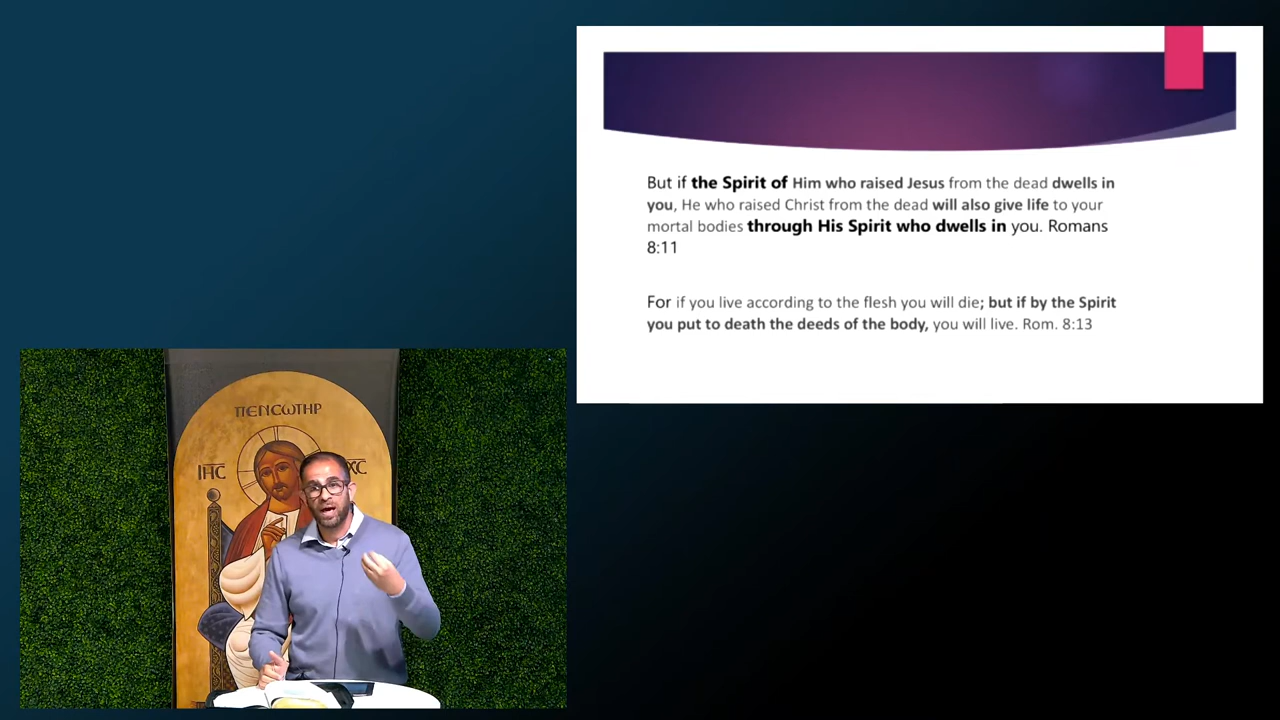 But if the Spirit of Him who raised Jesus from the dead dwells in
you, He who raised Christ from the dead will also give life to your
mortal bodies through His Spirit who dwells in you. Romans
8:11
For if you live according to the flesh you will die; but if by the Spirit
you put to death the deeds of the body, you will live. Rom. 8:13
ⲠⲈⲚⲤⲰⲦⲎⲢ
ⲒⲎⲤ
ⲬⲤ